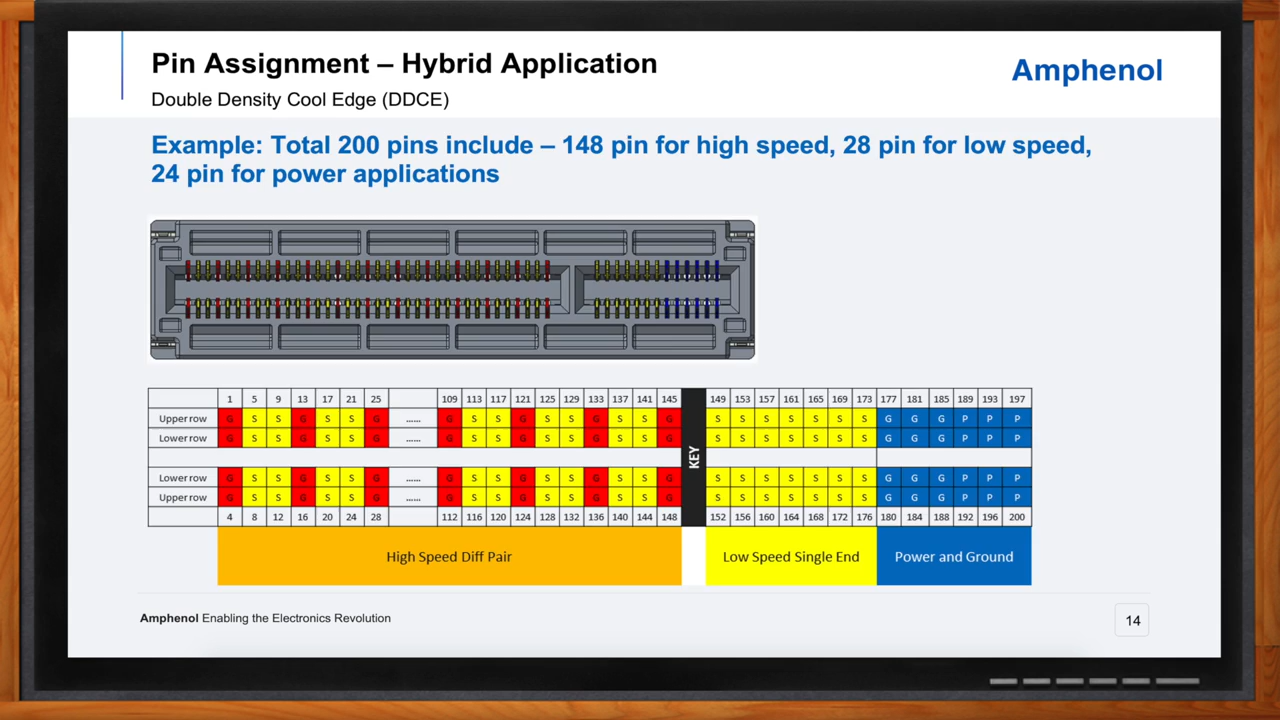 Pin Assignment – Hybrid Application
Amphenol
Double Density Cool Edge (DDCE)
Example: Total 200 pins include – 148 pin for high speed, 28 pin for low speed,
24 pin for power applications
1 5 9 13 17 21 25 109 113 117 121 125 129 133 137 141 145 149 153 157 161 165 169 173 177 181 185 189 193 197
Upper row G S S G S S G ...... G S S G S S G S S G S S S S S S S G G G P P P
Lower row G S S G S S G ...... G S S G S S G S S G S S S S S S S G G G P P P
KEY
Lower row G S S G S S G ...... G S S G S S G S S G S S S S S S S G G G P P P
Upper row G S S G S S G ...... G S S G S S G S S G S S S S S S S G G G P P P
4 8 12 16 20 24 28 112 116 120 124 128 132 136 140 144 148 152 156 160 164 168 172 176 180 184 188 192 196 200
High Speed Diff Pair Low Speed Single End Power and Ground
Amphenol Enabling the Electronics Revolution
14